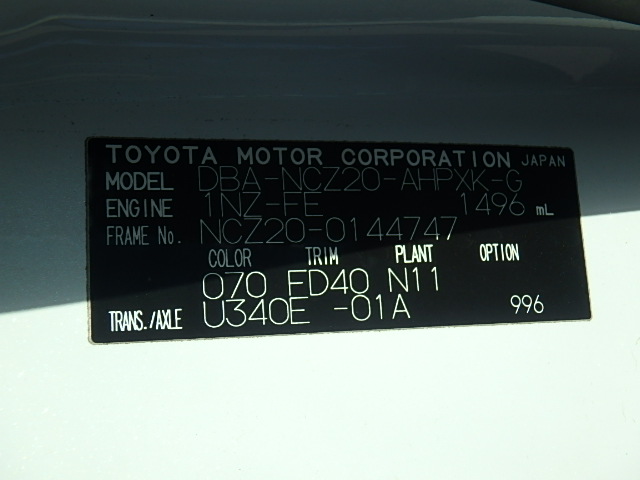 TOYOTA MOTOR CORPORATION JAPAN
MODEL DBA-NCZ20-AHPXK-G
ENGINE 1NZ-FE 1496 mL
FRAME No. NCZ20-0144747
COLOR TRIM PLANT OPTION
070 FD40 N11
TRANS./AXLE U340E -01A 996